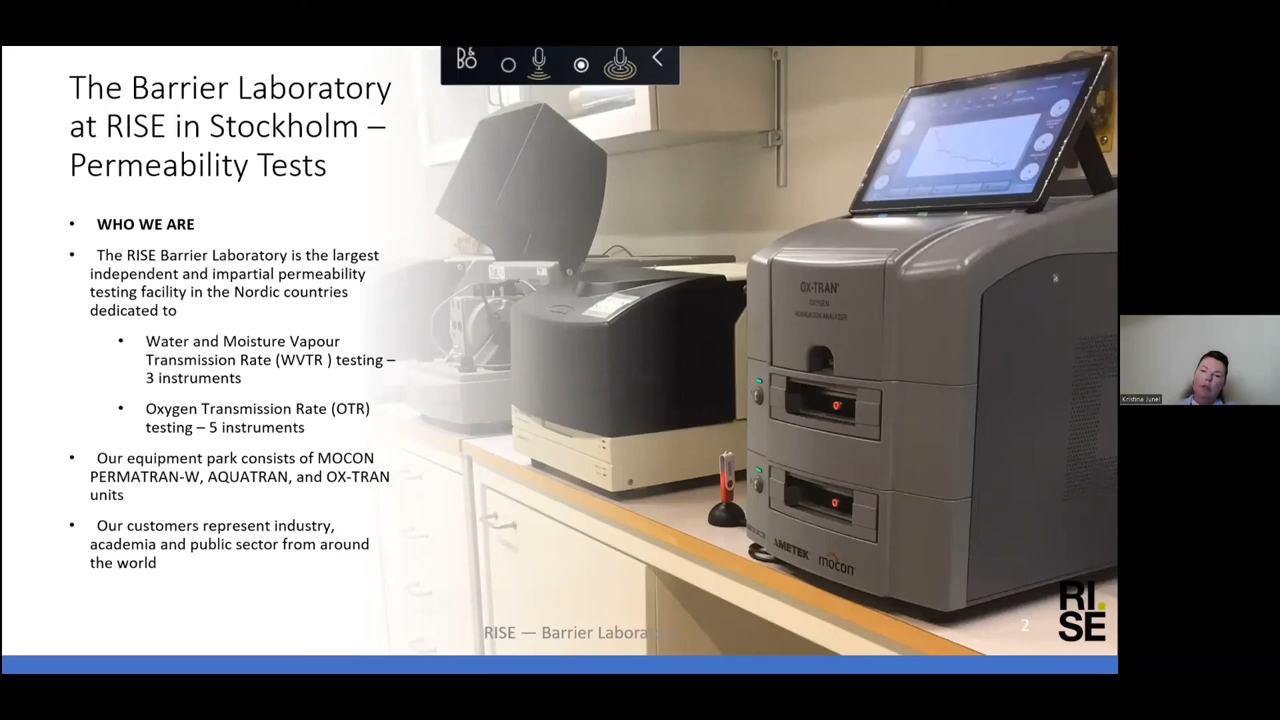 B&O
The Barrier Laboratory
at RISE in Stockholm –
Permeability Tests
• WHO WE ARE
• The RISE Barrier Laboratory is the largest
independent and impartial permeability
testing facility in the Nordic countries
dedicated to
• Water and Moisture Vapour
Transmission Rate (WVTR ) testing –
3 instruments
• Oxygen Transmission Rate (OTR)
testing – 5 instruments
• Our equipment park consists of MOCON
PERMATRAN-W, AQUATRAN, and OX-TRAN
units
• Our customers represent industry,
academia and public sector from around
the world
OX-TRAN
OXYGEN
PERMEATION ANALYZER
AMETEK mocon
Kristina Junel
RISE — Barrier Laborat
2
RI.
SE